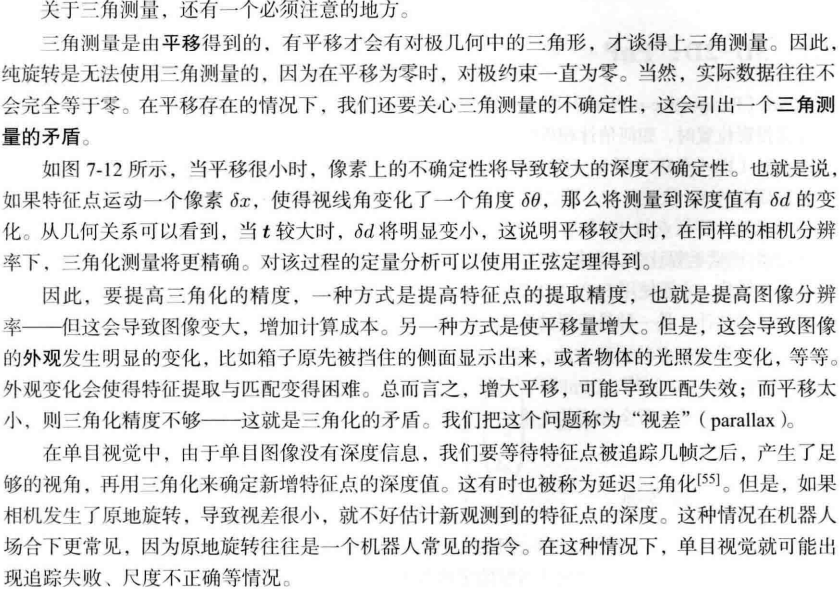 关于三角测量，还有一个必须注意的地方。
三角测量是由平移得到的，有平移才会有对极几何中的三角形，才谈得上三角测量。因此，
纯旋转是无法使用三角测量的，因为在平移为零时，对极约束一直为零。当然，实际数据往往不
会完全等于零。在平移存在的情况下，我们还要关心三角测量的不确定性，这会引出一个三角测
量的矛盾。
如图 7-12 所示，当平移很小时，像素上的不确定性将导致较大的深度不确定性。也就是说，
如果特征点运动一个像素 δx，使得视线角变化了一个角度 δθ，那么将测量到深度值有 δd 的变
化。从几何关系可以看到，当 t 较大时，δd 将明显变小，这说明平移较大时，在同样的相机分辨
率下，三角化测量将更精确。对该过程的定量分析可以使用正弦定理得到。
因此，要提高三角化的精度，一种方式是提高特征点的提取精度，也就是提高图像分辨
率——但这会导致图像变大，增加计算成本。另一种方式是使平移量增大。但是，这会导致图像
的外观发生明显的变化，比如箱子原先被挡住的侧面显示出来，或者物体的光照发生变化，等等。
外观变化会使得特征提取与匹配变得困难。总而言之，增大平移，可能导致匹配失效；而平移太
小，则三角化精度不够——这就是三角化的矛盾。我们把这个问题称为“视差”（parallax）。
在单目视觉中，由于单目图像没有深度信息，我们要等待特征点被追踪几帧之后，产生了足
够的视角，再用三角化来确定新增特征点的深度值。这有时也被称为延迟三角化[55]。但是，如果
相机发生了原地旋转，导致视差很小，就不好估计新观测到的特征点的深度。这种情况在机器人
场合下更常见，因为原地旋转往往是一个机器人常见的指令。在这种情况下，单目视觉就可能出
现追踪失败、尺度不正确等情况。